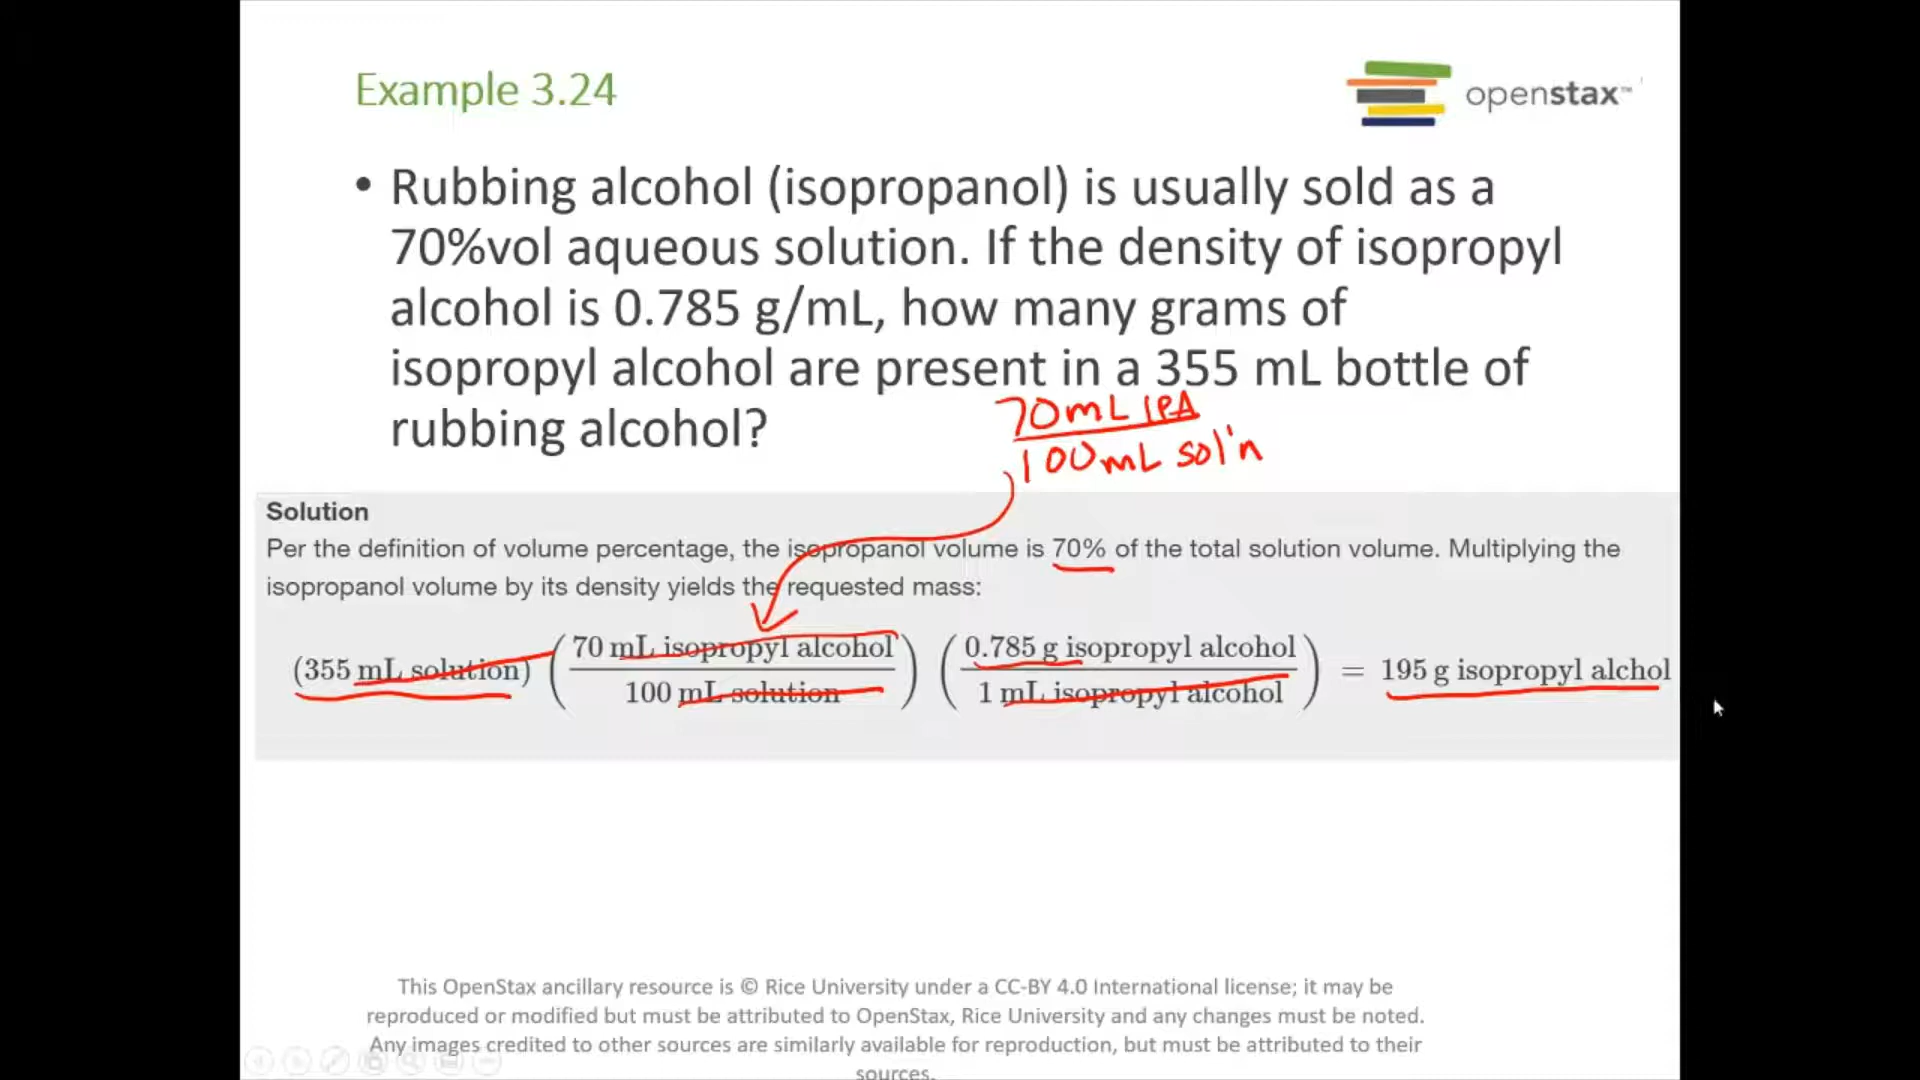 Example 3.24
openstax™
• Rubbing alcohol (isopropanol) is usually sold as a
70%vol aqueous solution. If the density of isopropyl
alcohol is 0.785 g/mL, how many grams of
isopropyl alcohol are present in a 355 mL bottle of
rubbing alcohol?
70mL IPA
100mL sol'n
Solution
Per the definition of volume percentage, the isopropanol volume is 70% of the total solution volume. Multiplying the
isopropanol volume by its density yields the requested mass:
(355 mL solution) (70 mL isopropyl alcohol / 100 mL solution) (0.785 g isopropyl alcohol / 1 mL isopropyl alcohol) = 195 g isopropyl alchol
This OpenStax ancillary resource is © Rice University under a CC-BY 4.0 International license; it may be
reproduced or modified but must be attributed to OpenStax, Rice University and any changes must be noted.
Any images credited to other sources are similarly available for reproduction, but must be attributed to their
sources.